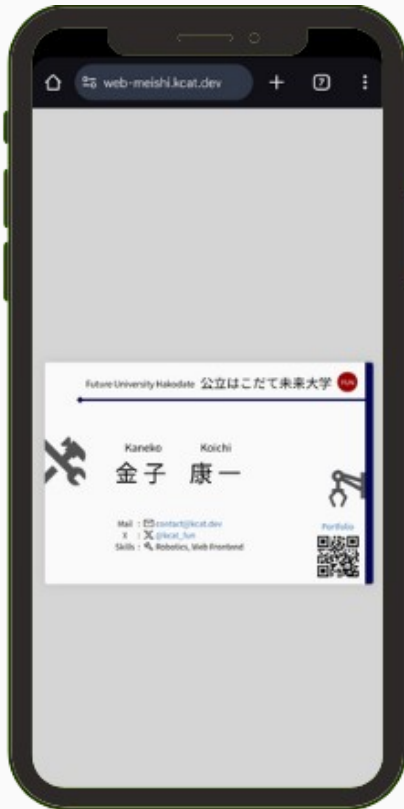 web-meishi.kcat.dev
7
Future University Hakodate 公立はこだて未来大学 FUN
Kaneko Koichi
金子 康一
Mail : contact@kcat.dev
X : @kcat_fun
Skills : Robotics, Web Frontend
Portfolio